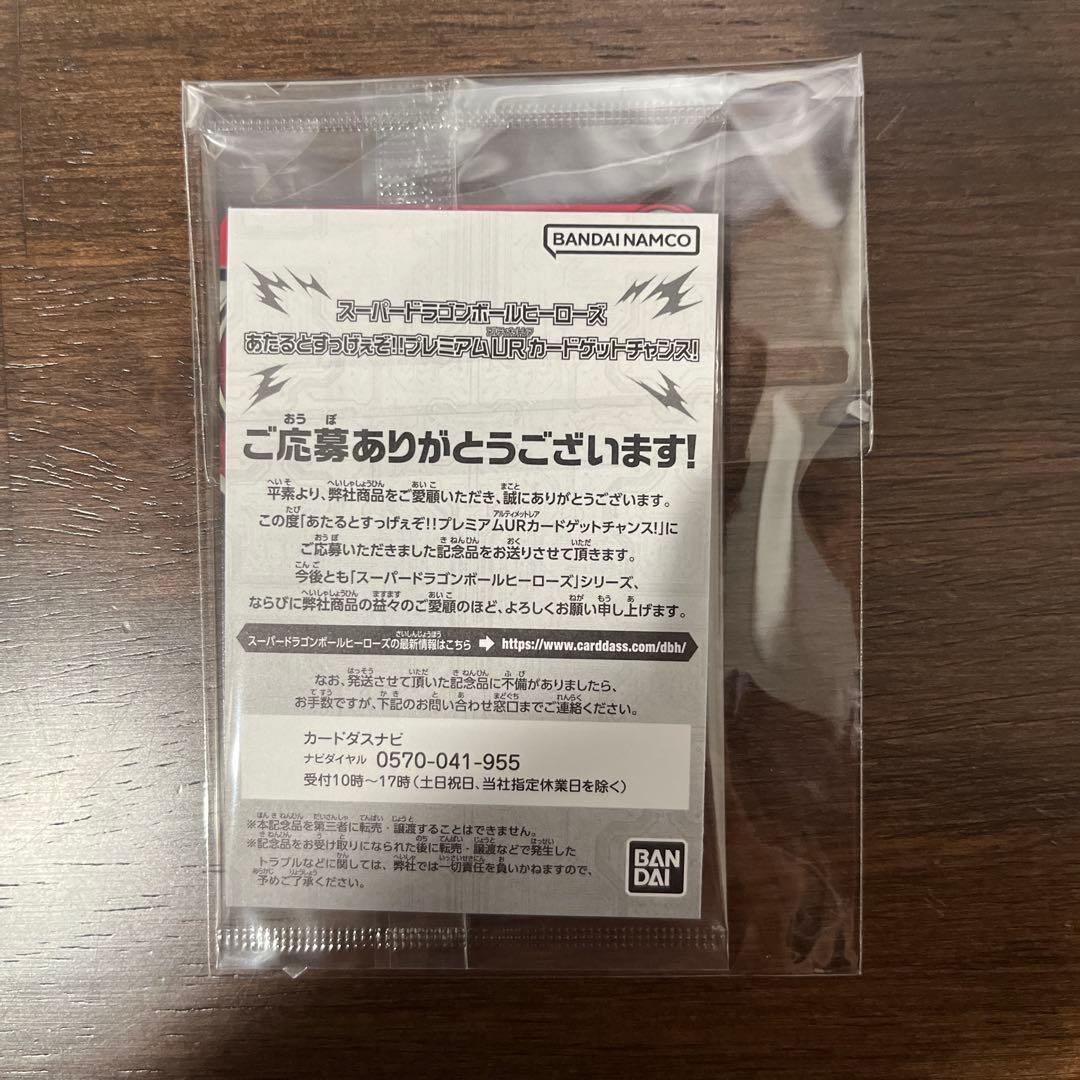 BANDAI NAMCO
スーパードラゴンボールヒーローズ
あたるとすっげぇぞ!!プレミアムURカードゲットチャンス!
ご応募ありがとうございます!
平素より、弊社商品をご愛顧いただき、誠にありがとうございます。
この度「あたるとすっげぇぞ!!プレミアムURカードゲットチャンス!」に
ご応募いただきました記念品をお送りさせて頂きます。
今後とも「スーパードラゴンボールヒーローズ」シリーズ、
ならびに弊社商品の益々のご愛顧のほど、よろしくお願い申し上げます。
スーパードラゴンボールヒーローズの最新情報はこちら ➡ https://www.carddass.com/dbh/
なお、発送させて頂いた記念品に不備がありましたら、
お手数ですが、下記のお問い合わせ窓口までご連絡ください。
カードダスナビ
ナビダイヤル 0570-041-955
受付10時～17時(土日祝日、当社指定休業日を除く)
※本記念品を第三者に転売・譲渡することはできません。
※記念品をお受け取りになられた後に転売・譲渡などで発生した
トラブルなどに関しては、弊社では一切責任を負いかねますので、
予めご了承ください。
BAN
DAI